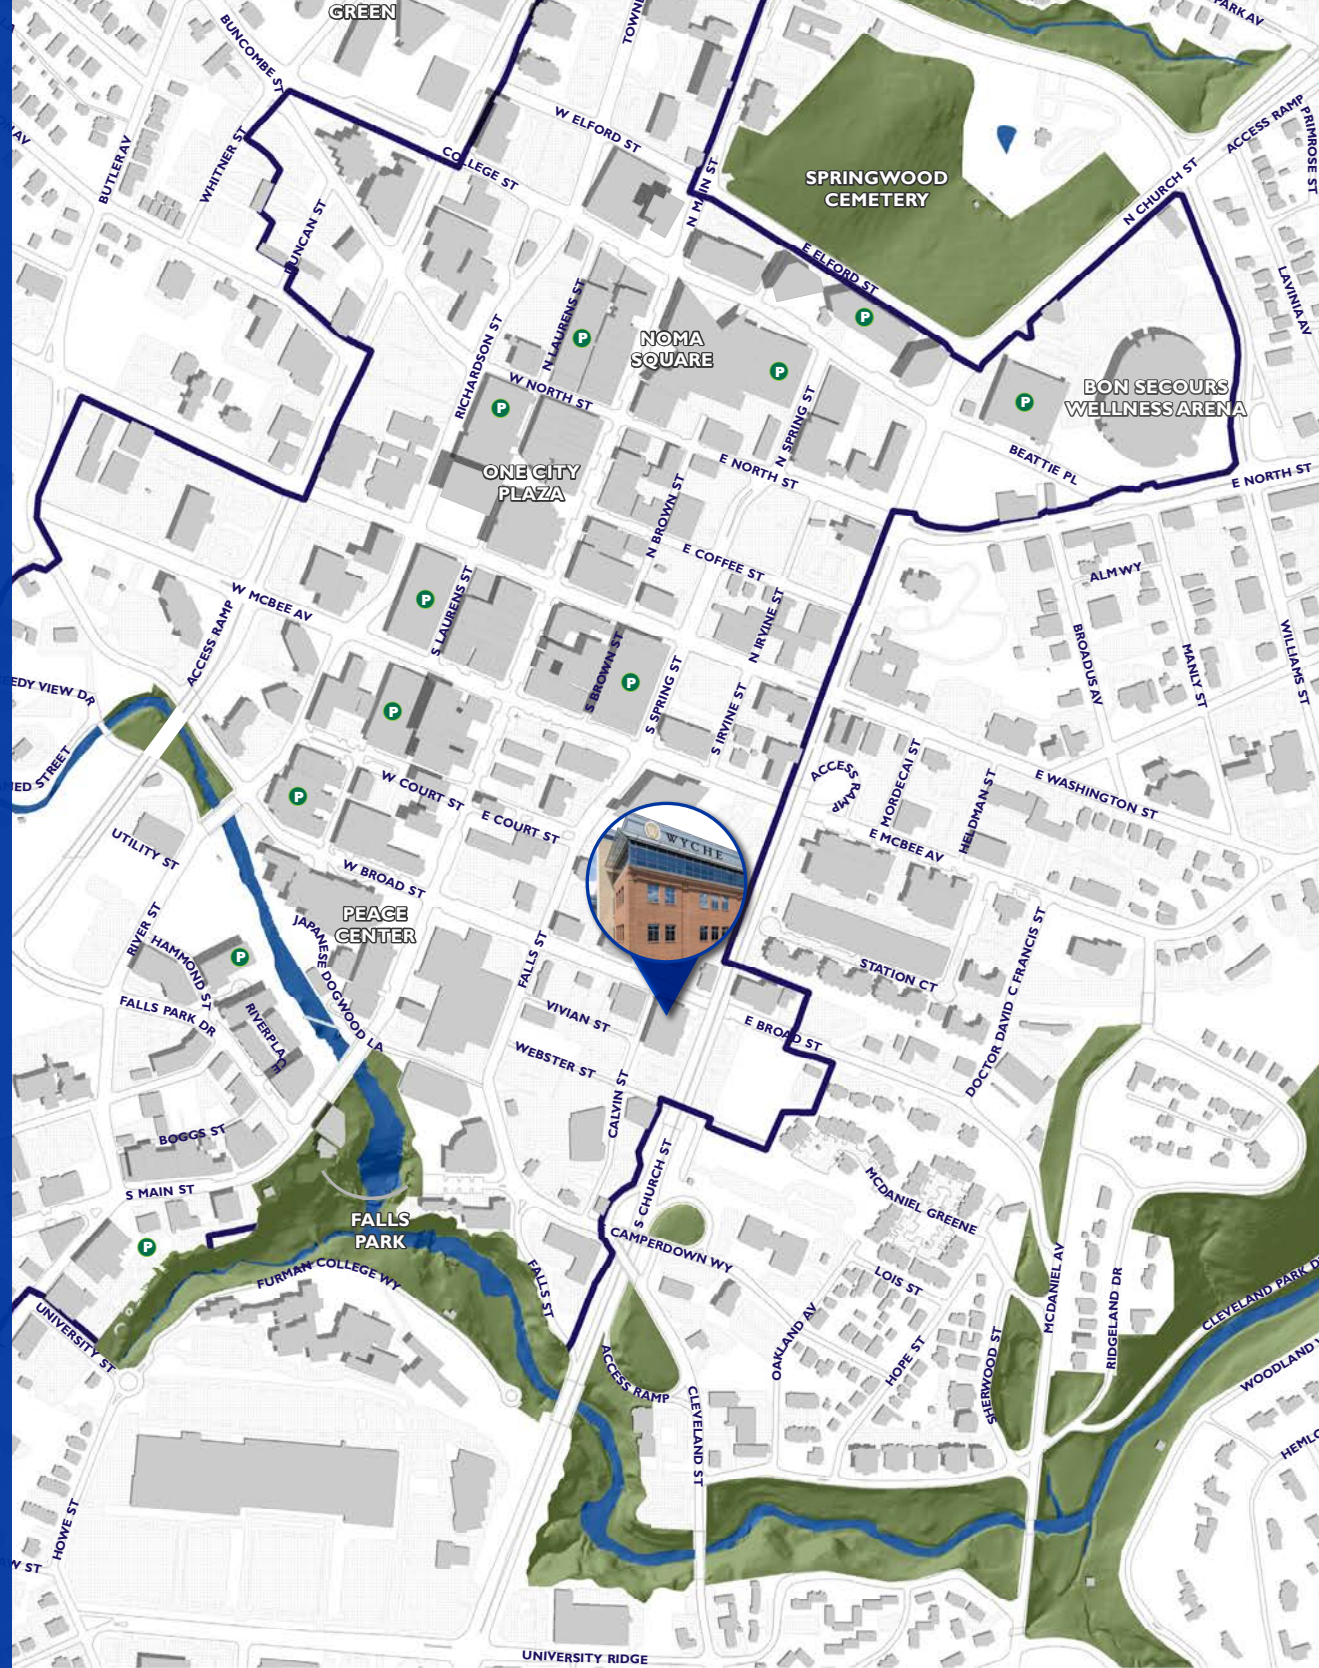 GREEN
TOWN
PARK AV
BUNCOMBE ST
BUTLER AV
WHITNER ST
COLLEGE ST
W ELFORD ST
ACCESS RAMP
PRIMROSE ST
SPRINGWOOD
CEMETERY
N MAIN ST
N CHURCH ST
DUNCAN ST
E ELFORD ST
LAVINIA AV
N LAURENS ST
P
P
RICHARDSON ST
NOMA
SQUARE
P
W NORTH ST
P
P
BON SECOURS
WELLNESS ARENA
N SPRING ST
ONE CITY
PLAZA
E NORTH ST
BEATTIE PL
E NORTH ST
N BROWN ST
E COFFEE ST
ALMWY
W MCBEE AV
ACCESS RAMP
P
S LAURENS ST
N IRVINE ST
BROADUS AV
MANLY ST
WILLIAMS ST
S BROWN ST
P
S SPRING ST
S IRVINE ST
EEDY VIEW DR
P
ACCESS
RAMP
MORDECAI ST
HELDMAN ST
E WASHINGTON ST
P
W COURT ST
E COURT ST
E MCBEE AV
WYCHE
UTILITY ST
W BROAD ST
PEACE
CENTER
RIVER ST
HAMMOND ST
P
JAPANESE DOGWOOD LA
FALLS ST
STATION CT
DOCTOR DAVID C FRANCIS ST
FALLS PARK DR
RIVERPLACE
VIVIAN ST
E BROAD ST
WEBSTER ST
CALVIN ST
BOGGS ST
S MAIN ST
S CHURCH ST
MCDANIEL GREENE
FALLS
PARK
P
CAMPERDOWN WY
FURMAN COLLEGE WY
FALLS ST
LOIS ST
MCDANIEL AV
RIDGELAND DR
CLEVELAND PARK D
UNIVERSITY ST
ACCESS RAMP
OAKLAND AV
HOPE ST
SHERWOOD ST
WOODLAND
CLEVELAND ST
HEMLO
HOWE ST
W ST
UNIVERSITY RIDGE